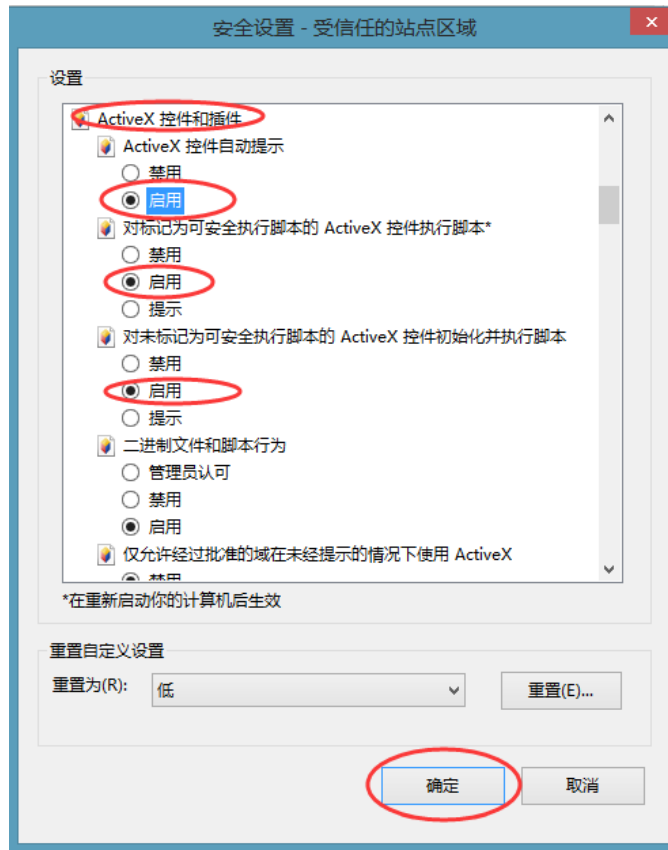 安全设置 - 受信任的站点区域
设置
ActiveX 控件和插件
ActiveX 控件自动提示
禁用
启用
对标记为可安全执行脚本的 ActiveX 控件执行脚本*
禁用
启用
提示
对未标记为可安全执行脚本的 ActiveX 控件初始化并执行脚本
禁用
启用
提示
二进制文件和脚本行为
管理员认可
禁用
启用
仅允许经过批准的域在未经提示的情况下使用 ActiveX
禁用
*在重新启动你的计算机后生效
重置自定义设置
重置为(R):
低
重置(E)...
确定
取消